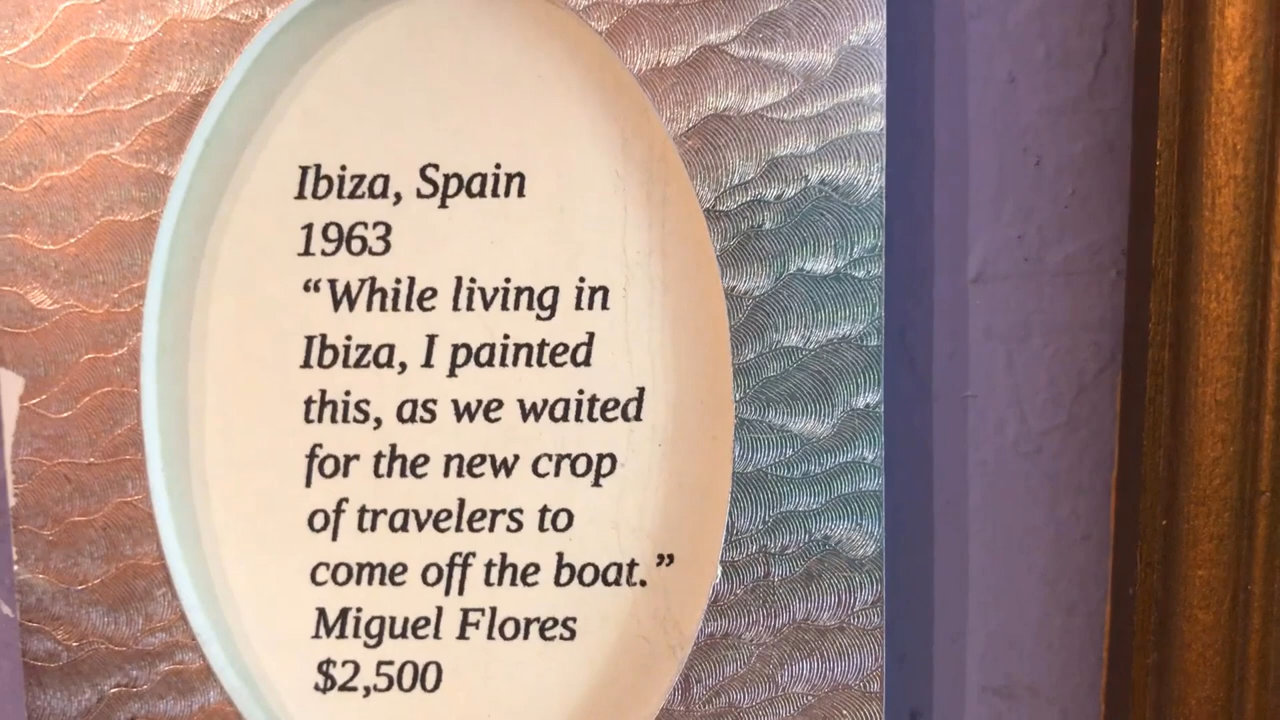 Ibiza, Spain
1963
“While living in
Ibiza, I painted
this, as we waited
for the new crop
of travelers to
come off the boat.”
Miguel Flores
$2,500